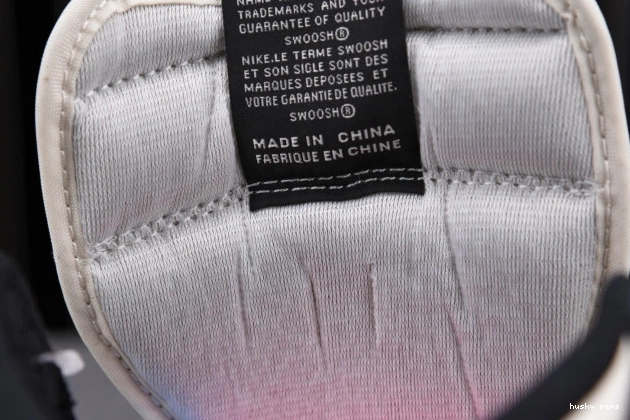 TRADEMARKS AND YOUR
GUARANTEE OF QUALITY
SWOOSH®
NIKE.LE TERME SWOOSH
ET SON SIGLE SONT DES
MARQUES DEPOSEES ET
VOTRE GARANTIE DE QUALITE.
SWOOSH®
MADE IN CHINA
FABRIQUE EN CHINE
husky reps